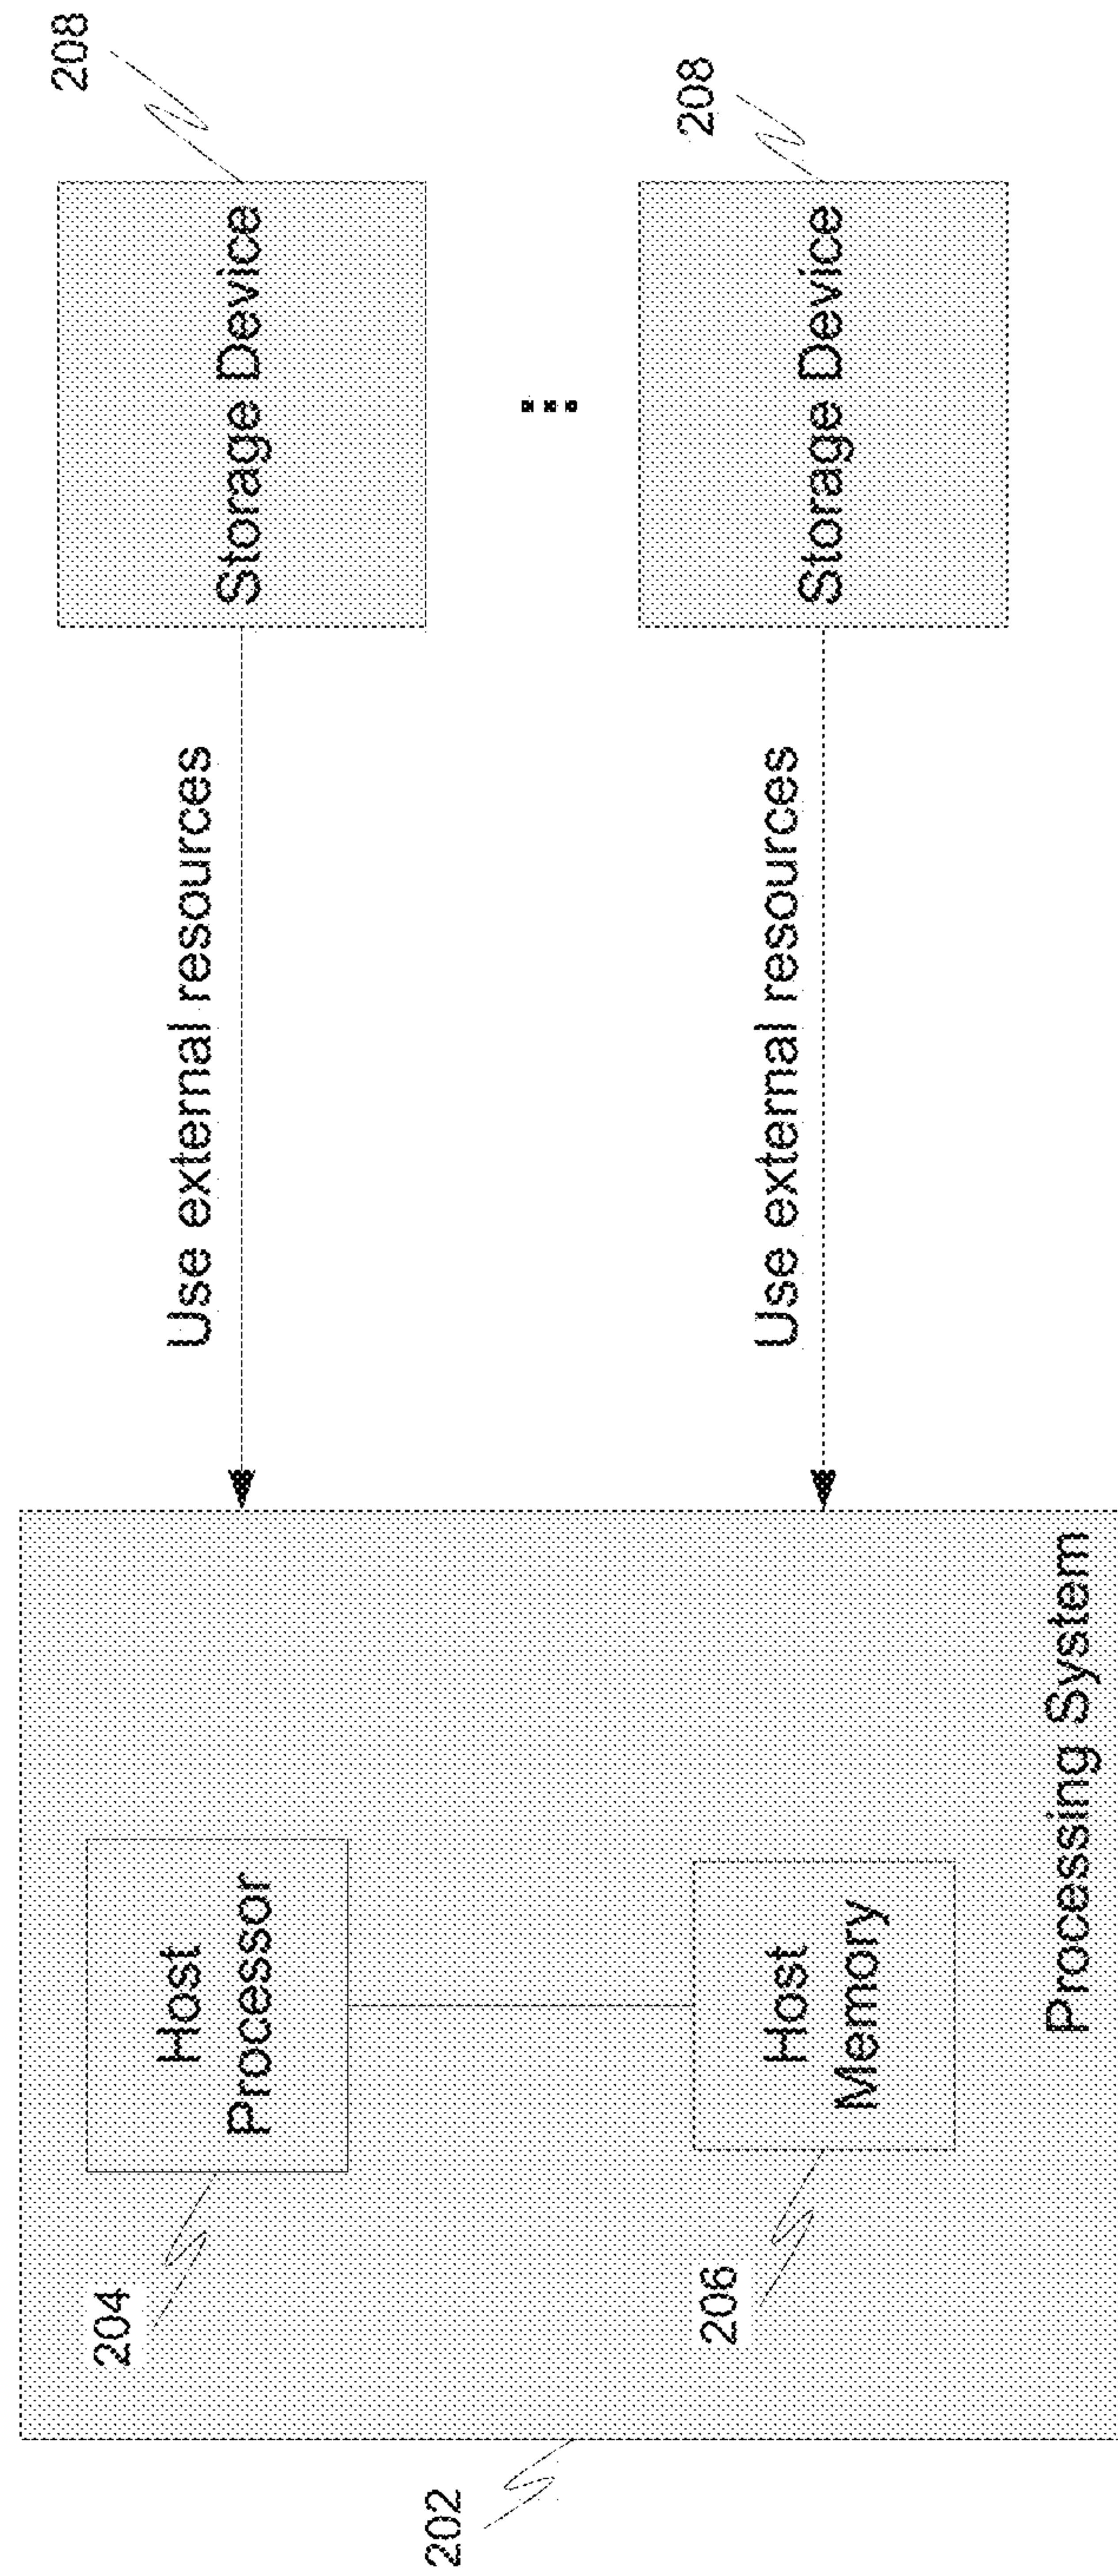 202
204
Host
Processor
206
Host
Memory
Processing System
Use external resources
Use external resources
Storage Device
208
Storage Device
208